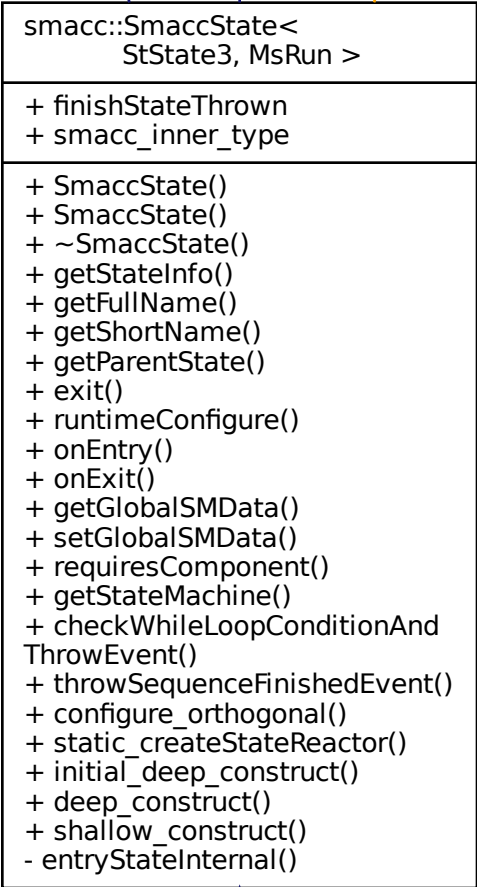 smacc::SmaccState<
StState3, MsRun >
+ finishStateThrown
+ smacc_inner_type
+ SmaccState()
+ SmaccState()
+ ~SmaccState()
+ getStateInfo()
+ getFullName()
+ getShortName()
+ getParentState()
+ exit()
+ runtimeConfigure()
+ onEntry()
+ onExit()
+ getGlobalSMData()
+ setGlobalSMData()
+ requiresComponent()
+ getStateMachine()
+ checkWhileLoopConditionAnd
ThrowEvent()
+ throwSequenceFinishedEvent()
+ configure_orthogonal()
+ static_createStateReactor()
+ initial_deep_construct()
+ deep_construct()
+ shallow_construct()
- entryStateInternal()